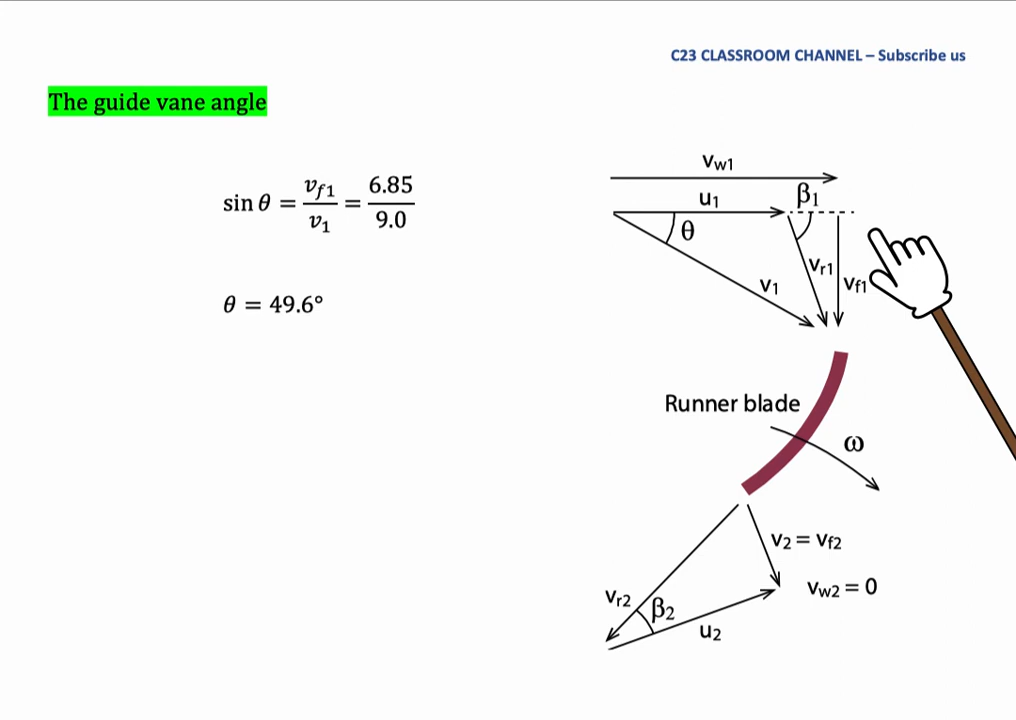 C23 CLASSROOM CHANNEL – Subscribe us
The guide vane angle
sin θ = v_f1 / v_1 = 6.85 / 9.0
θ = 49.6°
v_w1
u_1
β_1
θ
v_r1
v_1
v_f1
Runner blade
ω
v_2 = v_f2
v_w2 = 0
v_r2
β_2
u_2